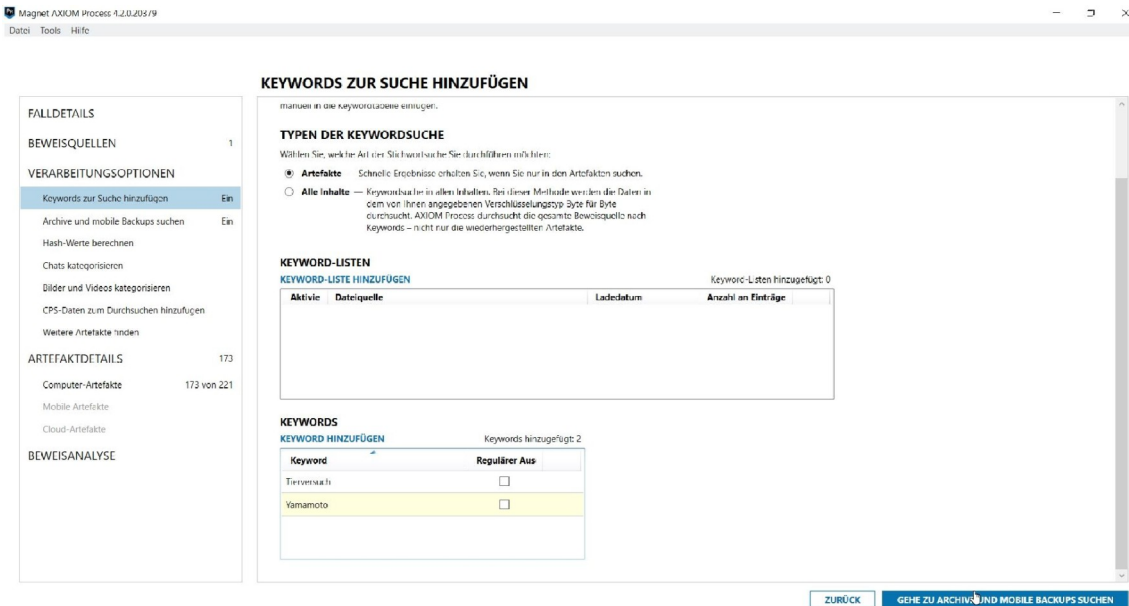 Magnet AXIOM Process 4.2.0.20379
Datei Tools Hilfe
KEYWORDS ZUR SUCHE HINZUFÜGEN
FALLDETAILS
BEWEISQUELLEN 1
VERARBEITUNGSOPTIONEN
Keywords zur Suche hinzufügen Ein
Archive und mobile Backups suchen Ein
Hash-Werte berechnen
Chats kategorisieren
Bilder und Videos kategorisieren
CPS-Daten zum Durchsuchen hinzufügen
Weitere Artefakte finden
ARTEFAKTDETAILS 173
Computer-Artefakte 173 von 221
Mobile Artefakte
Cloud-Artefakte
BEWEISANALYSE
manuell in die Keywordtabelle einfügen.
TYPEN DER KEYWORDSUCHE
Wählen Sie, welche Art der Stichwortsuche Sie durchführen möchten:
Artefakte Schnelle Ergebnisse erhalten Sie, wenn Sie nur in den Artefakten suchen.
Alle Inhalte — Keywordsuche in allen Inhalten. Bei dieser Methode werden die Daten in
dem von Ihnen angegebenen Verschlüsselungstyp Byte für Byte
durchsucht. AXIOM Process durchsucht die gesamte Beweisquelle nach
Keywords – nicht nur die wiederhergestellten Artefakte.
KEYWORD-LISTEN
KEYWORD-LISTE HINZUFÜGEN Keyword-Listen hinzugefügt: 0
Aktivie Dateiquelle Ladedatum Anzahl an Einträge
KEYWORDS
KEYWORD HINZUFÜGEN Keywords hinzugefügt: 2
Keyword Regulärer Aus
Tierversuch
Yamamoto
ZURÜCK GEHE ZU ARCHIVE UND MOBILE BACKUPS SUCHEN